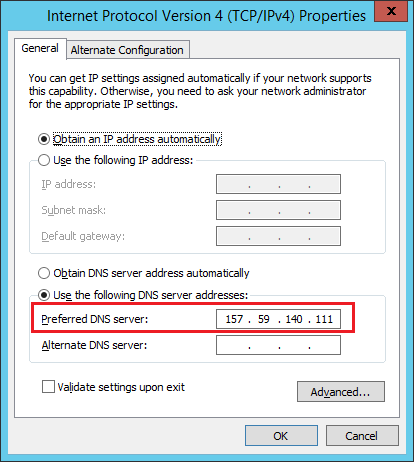 Internet Protocol Version 4 (TCP/IPv4) Properties
X
General
Alternate Configuration
You can get IP settings assigned automatically if your network supports
this capability. Otherwise, you need to ask your network administrator
for the appropriate IP settings.
Obtain an IP address automatically
Use the following IP address:
IP address: . . .
Subnet mask: . . .
Default gateway: . . .
Obtain DNS server address automatically
Use the following DNS server addresses:
Preferred DNS server: 157 . 59 . 140 . 111
Alternate DNS server: . . .
Validate settings upon exit
Advanced...
OK
Cancel